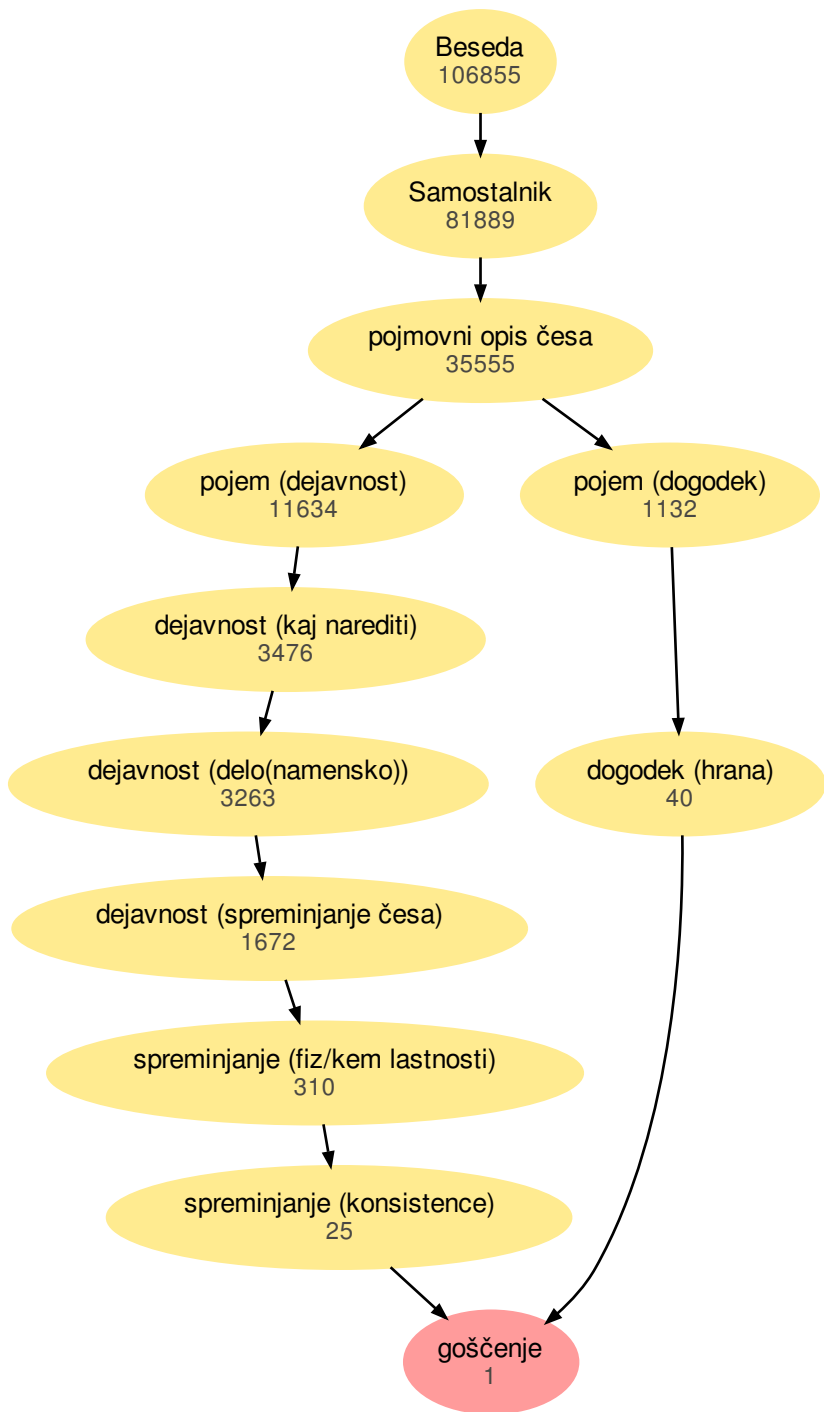 Beseda
106855
Samostalnik
81889
pojmovni opis česa
35555
pojem (dejavnost)
11634
pojem (dogodek)
1132
dejavnost (kaj narediti)
3476
dejavnost (delo(namensko))
3263
dogodek (hrana)
40
dejavnost (spreminjanje česa)
1672
spreminjanje (fiz/kem lastnosti)
310
spreminjanje (konsistence)
25
goščenje
1